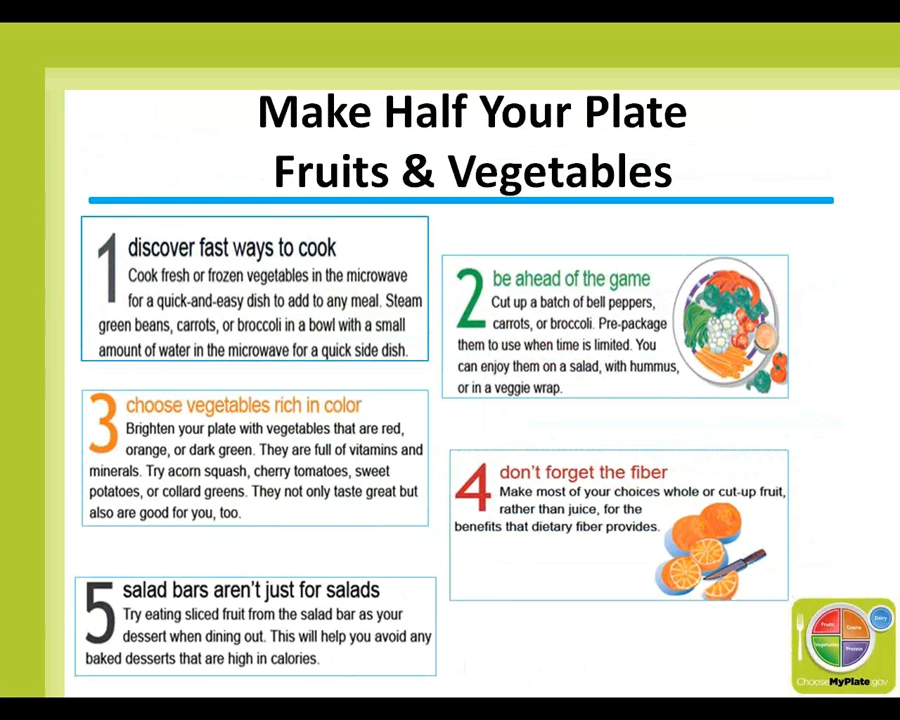 Make Half Your Plate
Fruits & Vegetables
1 discover fast ways to cook
Cook fresh or frozen vegetables in the microwave
for a quick-and-easy dish to add to any meal. Steam
green beans, carrots, or broccoli in a bowl with a small
amount of water in the microwave for a quick side dish.
2 be ahead of the game
Cut up a batch of bell peppers,
carrots, or broccoli. Pre-package
them to use when time is limited. You
can enjoy them on a salad, with hummus,
or in a veggie wrap.
3 choose vegetables rich in color
Brighten your plate with vegetables that are red,
orange, or dark green. They are full of vitamins and
minerals. Try acorn squash, cherry tomatoes, sweet
potatoes, or collard greens. They not only taste great but
also are good for you, too.
4 don't forget the fiber
Make most of your choices whole or cut-up fruit,
rather than juice, for the
benefits that dietary fiber provides.
5 salad bars aren't just for salads
Try eating sliced fruit from the salad bar as your
dessert when dining out. This will help you avoid any
baked desserts that are high in calories.
Dairy
Fruits
Grains
Vegetables
Protein
ChooseMyPlate.gov